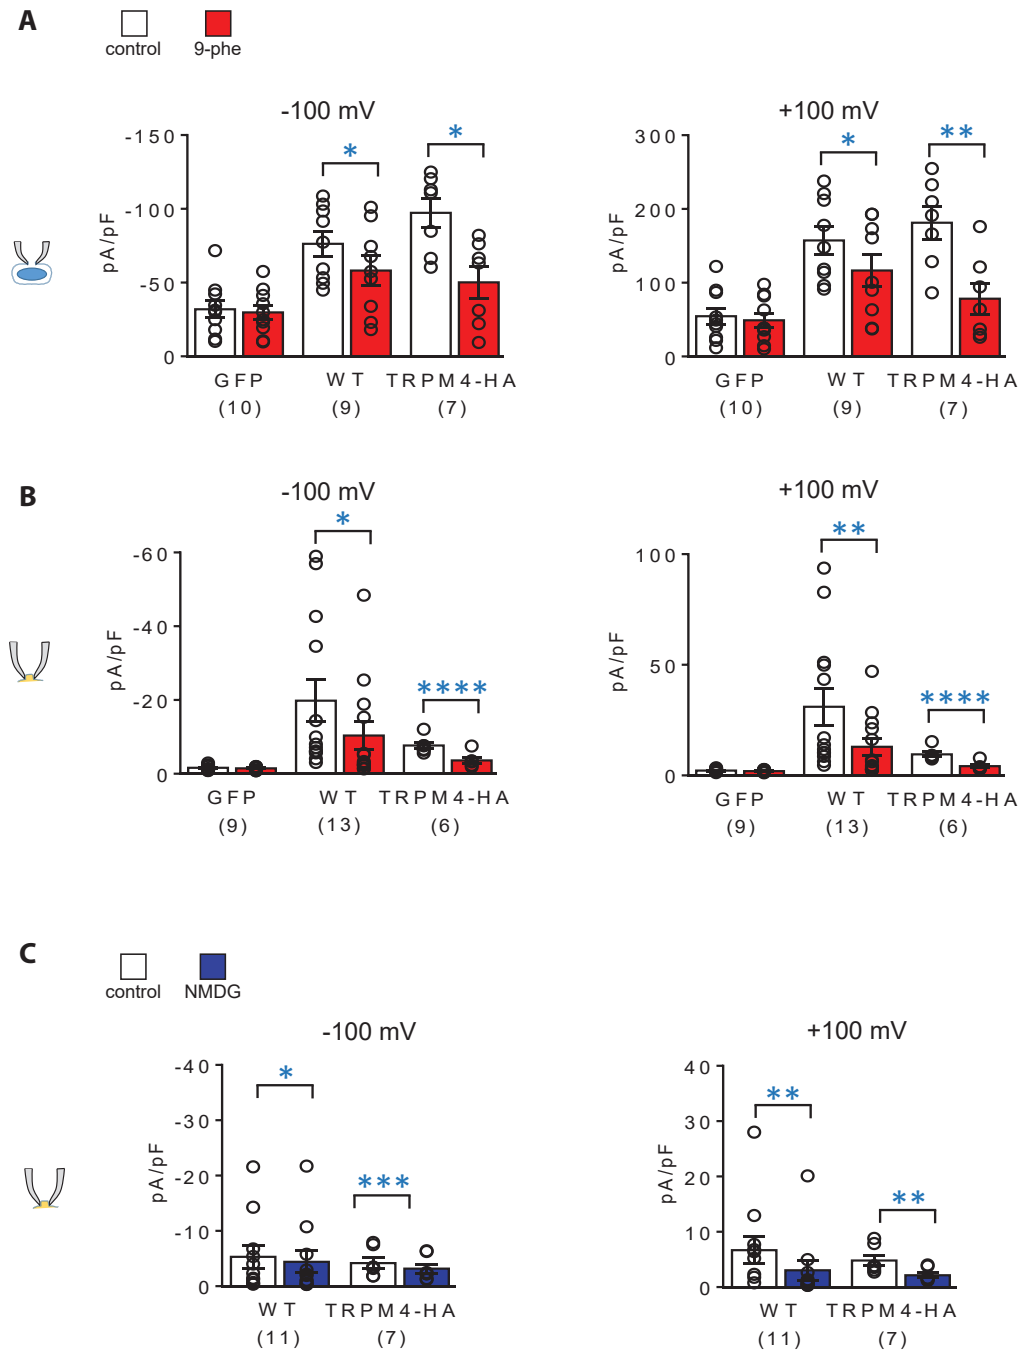 A
control 9-phe
-100 mV
+100 mV
-150
-100
-50
0
pA/pF
GFP WT TRPM4-HA
(10) (9) (7)
300
200
100
0
pA/pF
GFP WT TRPM4-HA
(10) (9) (7)
* *
* **
B
-100 mV
+100 mV
-60
-40
-20
0
pA/pF
* ****
GFP WT TRPM4-HA
(9) (13) (6)
100
50
0
pA/pF
** ****
GFP WT TRPM4-HA
(9) (13) (6)
C
control NMDG
-100 mV
+100 mV
-40
-30
-20
-10
0
pA/pF
* ***
WT TRPM4-HA
(11) (7)
40
30
20
10
0
pA/pF
** **
WT TRPM4-HA
(11) (7)